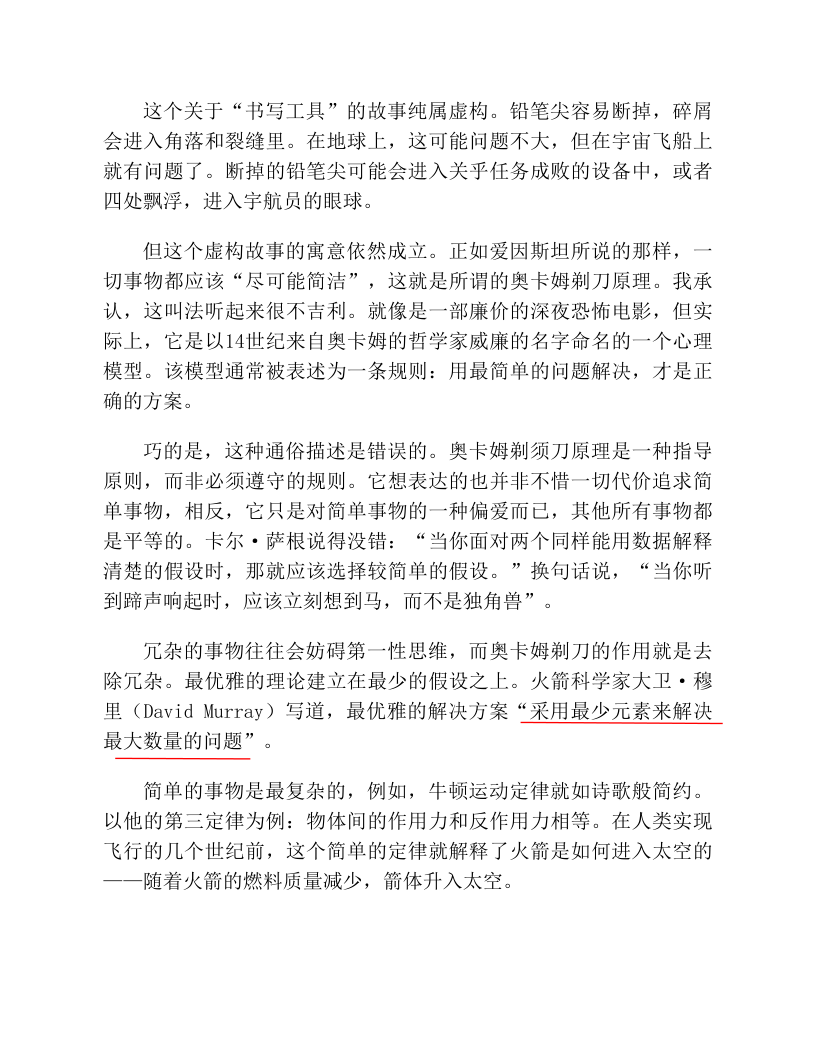 这个关于“书写工具”的故事纯属虚构。铅笔尖容易断掉，碎屑
会进入角落和裂缝里。在地球上，这可能问题不大，但在宇宙飞船上
就有问题了。断掉的铅笔尖可能会进入关乎任务成败的设备中，或者
四处飘浮，进入宇航员的眼球。
但这个虚构故事的寓意依然成立。正如爱因斯坦所说的那样，一
切事物都应该“尽可能简洁”，这就是所谓的奥卡姆剃刀原理。我承
认，这叫法听起来很不吉利。就像是一部廉价的深夜恐怖电影，但实
际上，它是以14世纪来自奥卡姆的哲学家威廉的名字命名的一个心理
模型。该模型通常被表述为一条规则：用最简单的问题解决，才是正
确的方案。
巧的是，这种通俗描述是错误的。奥卡姆剃须刀原理是一种指导
原则，而非必须遵守的规则。它想表达的也并非不惜一切代价追求简
单事物，相反，它只是对简单事物的一种偏爱而已，其他所有事物都
是平等的。卡尔·萨根说得没错：“当你面对两个同样能用数据解释
清楚的假设时，那就应该选择较简单的假设。”换句话说，“当你听
到蹄声响起时，应该立刻想到马，而不是独角兽”。
冗杂的事物往往会妨碍第一性思维，而奥卡姆剃刀的作用就是去
除冗杂。最优雅的理论建立在最少的假设之上。火箭科学家大卫·穆
里（David Murray）写道，最优雅的解决方案“采用最少元素来解决
最大数量的问题”。
简单的事物是最复杂的，例如，牛顿运动定律就如诗歌般简约。
以他的第三定律为例：物体间的作用力和反作用力相等。在人类实现
飞行的几个世纪前，这个简单的定律就解释了火箭是如何进入太空的
——随着火箭的燃料质量减少，箭体升入太空。